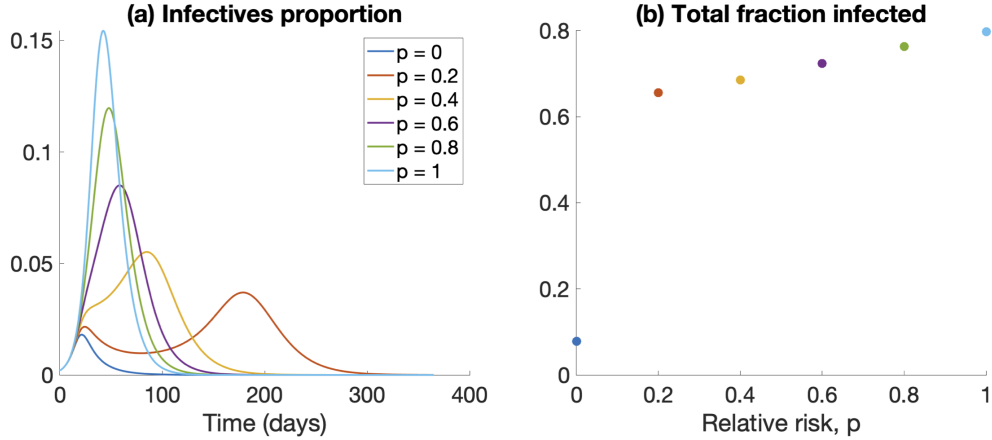 (a) Infectives proportion
0.15
0.1
0.05
0
0 100 200 300 400
Time (days)
p = 0
p = 0.2
p = 0.4
p = 0.6
p = 0.8
p = 1
(b) Total fraction infected
0.8
0.6
0.4
0.2
0
0 0.2 0.4 0.6 0.8 1
Relative risk, p